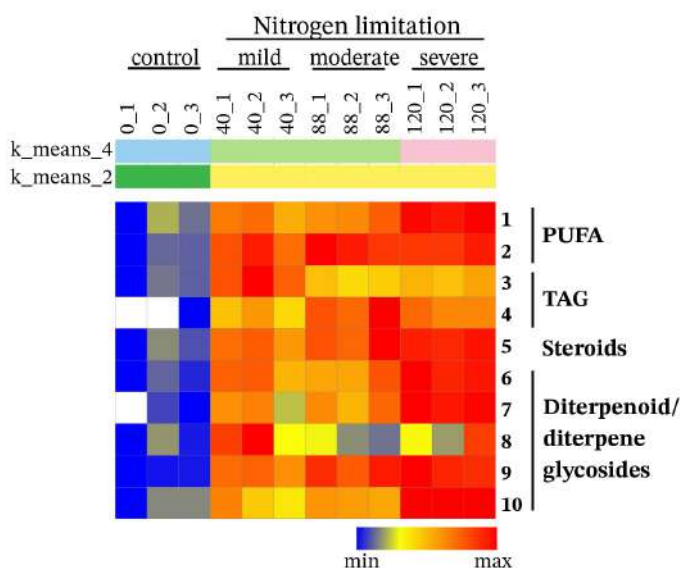 Nitrogen limitation
control mild moderate severe
0_1 0_2 0_3 40_1 40_2 40_3 88_1 88_2 88_3 120_1 120_2 120_3
k_means_4
k_means_2
1
PUFA
2
3
TAG
4
5 Steroids
6
7 Diterpenoid/
8 diterpene
9 glycosides
10
min max